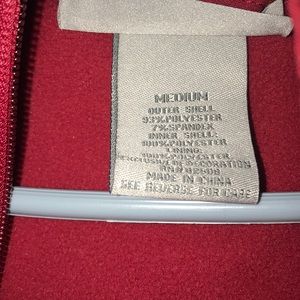 MEDIUM
OUTER SHELL
93%POLYESTER
7%SPANDEX
INNER SHELL:
100%POLYESTER
LINING:
100%POLYESTER
EXCLUSIVE OF DECORATION
MADE IN CHINA
SEE REVERSE FOR CARE